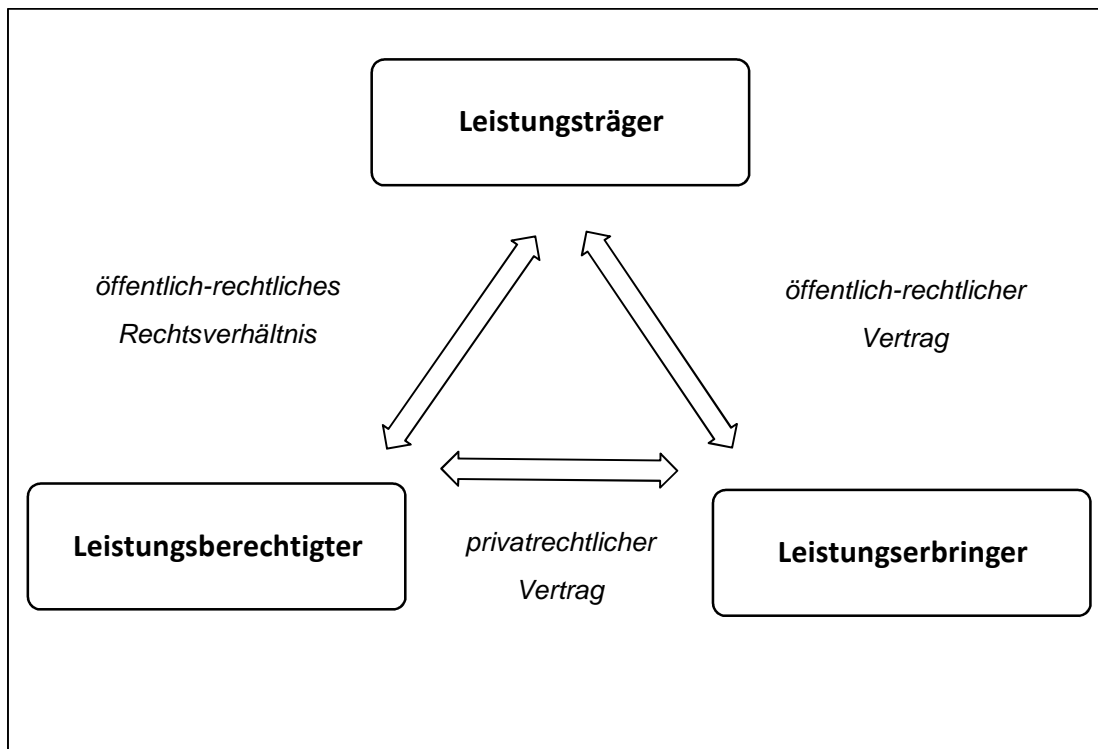 Leistungsträger
öffentlich-rechtliches
Rechtsverhältnis
öffentlich-rechtlicher
Vertrag
Leistungsberechtigter
privatrechtlicher
Vertrag
Leistungserbringer